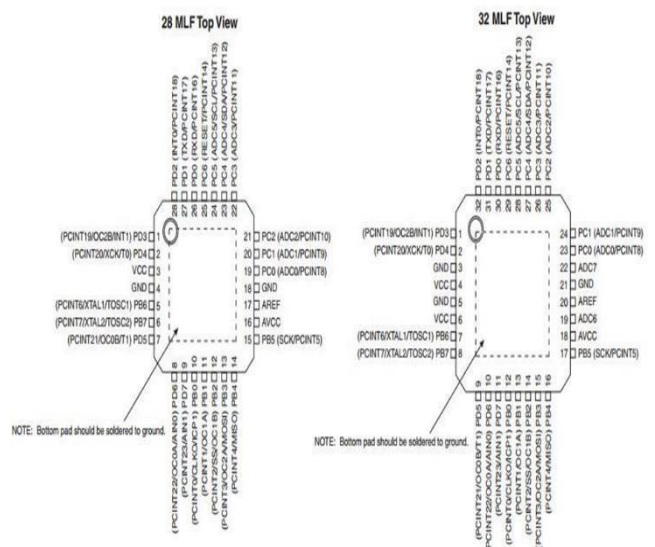 28 MLF Top View
PD2 (INT0/PCINT18)
PD1 (TXD/PCINT17)
PD0 (RXD/PCINT16)
PC6 (RESET/PCINT14)
PC5 (ADC5/SCL/PCINT13)
PC4 (ADC4/SDA/PCINT12)
PC3 (ADC3/PCINT11)
28
27
26
25
24
23
22
(PCINT19/OC2B/INT1) PD3 1
(PCINT20/XCK/T0) PD4 2
VCC 3
GND 4
(PCINT6/XTAL1/TOSC1) PB6 5
(PCINT7/XTAL2/TOSC2) PB7 6
(PCINT21/OC0B/T1) PD5 7
21 PC2 (ADC2/PCINT10)
20 PC1 (ADC1/PCINT9)
19 PC0 (ADC0/PCINT8)
18 GND
17 AREF
16 AVCC
15 PB5 (SCK/PCINT5)
8
9
10
11
12
13
14
(PCINT22/OC0A/AIN0) PD6
(PCINT23/AIN1) PD7
(PCINT0/CLKO/ICP1) PB0
(PCINT1/OC1A) PB1
(PCINT2/SS/OC1B) PB2
(PCINT3/OC2A/MOSI) PB3
(PCINT4/MISO) PB4
NOTE: Bottom pad should be soldered to ground.
32 MLF Top View
PD2 (INT0/PCINT18)
PD1 (TXD/PCINT17)
PD0 (RXD/PCINT16)
PC6 (RESET/PCINT14)
PC5 (ADC5/SCL/PCINT13)
PC4 (ADC4/SDA/PCINT12)
PC3 (ADC3/PCINT11)
PC2 (ADC2/PCINT10)
32
31
30
29
28
27
26
25
(PCINT19/OC2B/INT1) PD3 1
(PCINT20/XCK/T0) PD4 2
GND 3
VCC 4
GND 5
VCC 6
(PCINT6/XTAL1/TOSC1) PB6 7
(PCINT7/XTAL2/TOSC2) PB7 8
24 PC1 (ADC1/PCINT9)
23 PC0 (ADC0/PCINT8)
22 ADC7
21 GND
20 AREF
19 ADC6
18 AVCC
17 PB5 (SCK/PCINT5)
9
10
11
12
13
14
15
16
(PCINT21/OC0B/T1) PD5
(PCINT22/OC0A/AIN0) PD6
(PCINT23/AIN1) PD7
(PCINT0/CLKO/ICP1) PB0
(PCINT1/OC1A) PB1
(PCINT2/SS/OC1B) PB2
(PCINT3/OC2A/MOSI) PB3
(PCINT4/MISO) PB4
NOTE: Bottom pad should be soldered to ground.